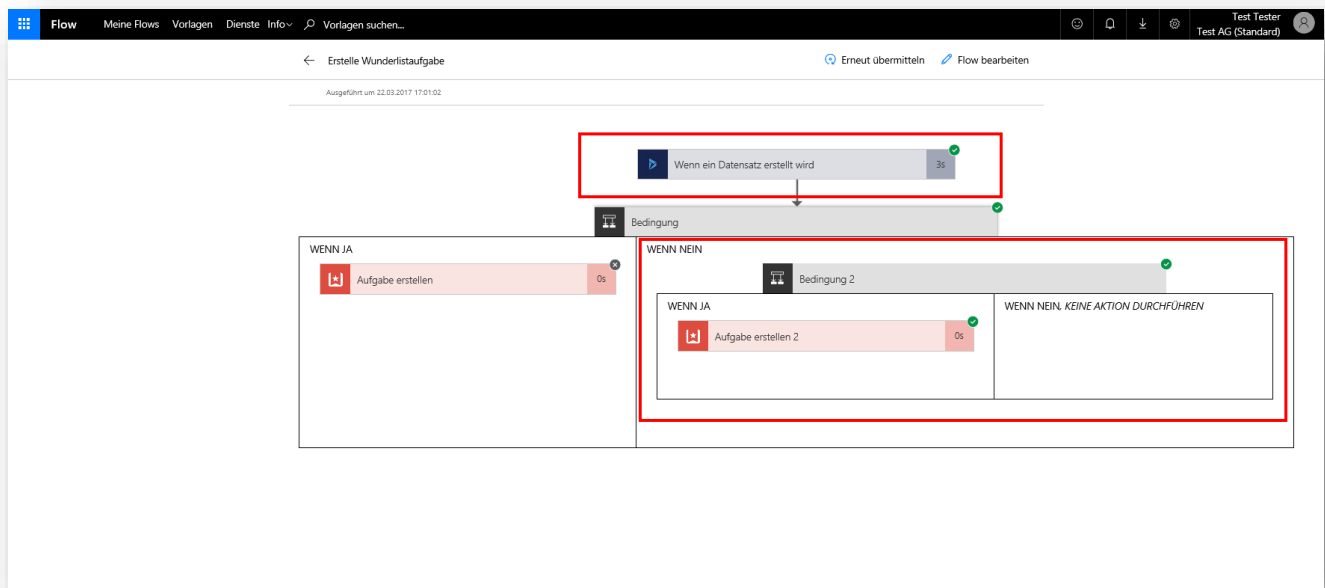 Flow Meine Flows Vorlagen Dienste Info Vorlagen suchen... Test Tester
Test AG (Standard)
Erstelle Wunderlistaufgabe Erneut übermitteln Flow bearbeiten
Ausgeführt um 22.03.2017 17:01:02
Wenn ein Datensatz erstellt wird 3s
Bedingung
WENN JA
Aufgabe erstellen 0s
WENN NEIN
Bedingung 2
WENN JA
Aufgabe erstellen 2 0s
WENN NEIN, KEINE AKTION DURCHFÜHREN